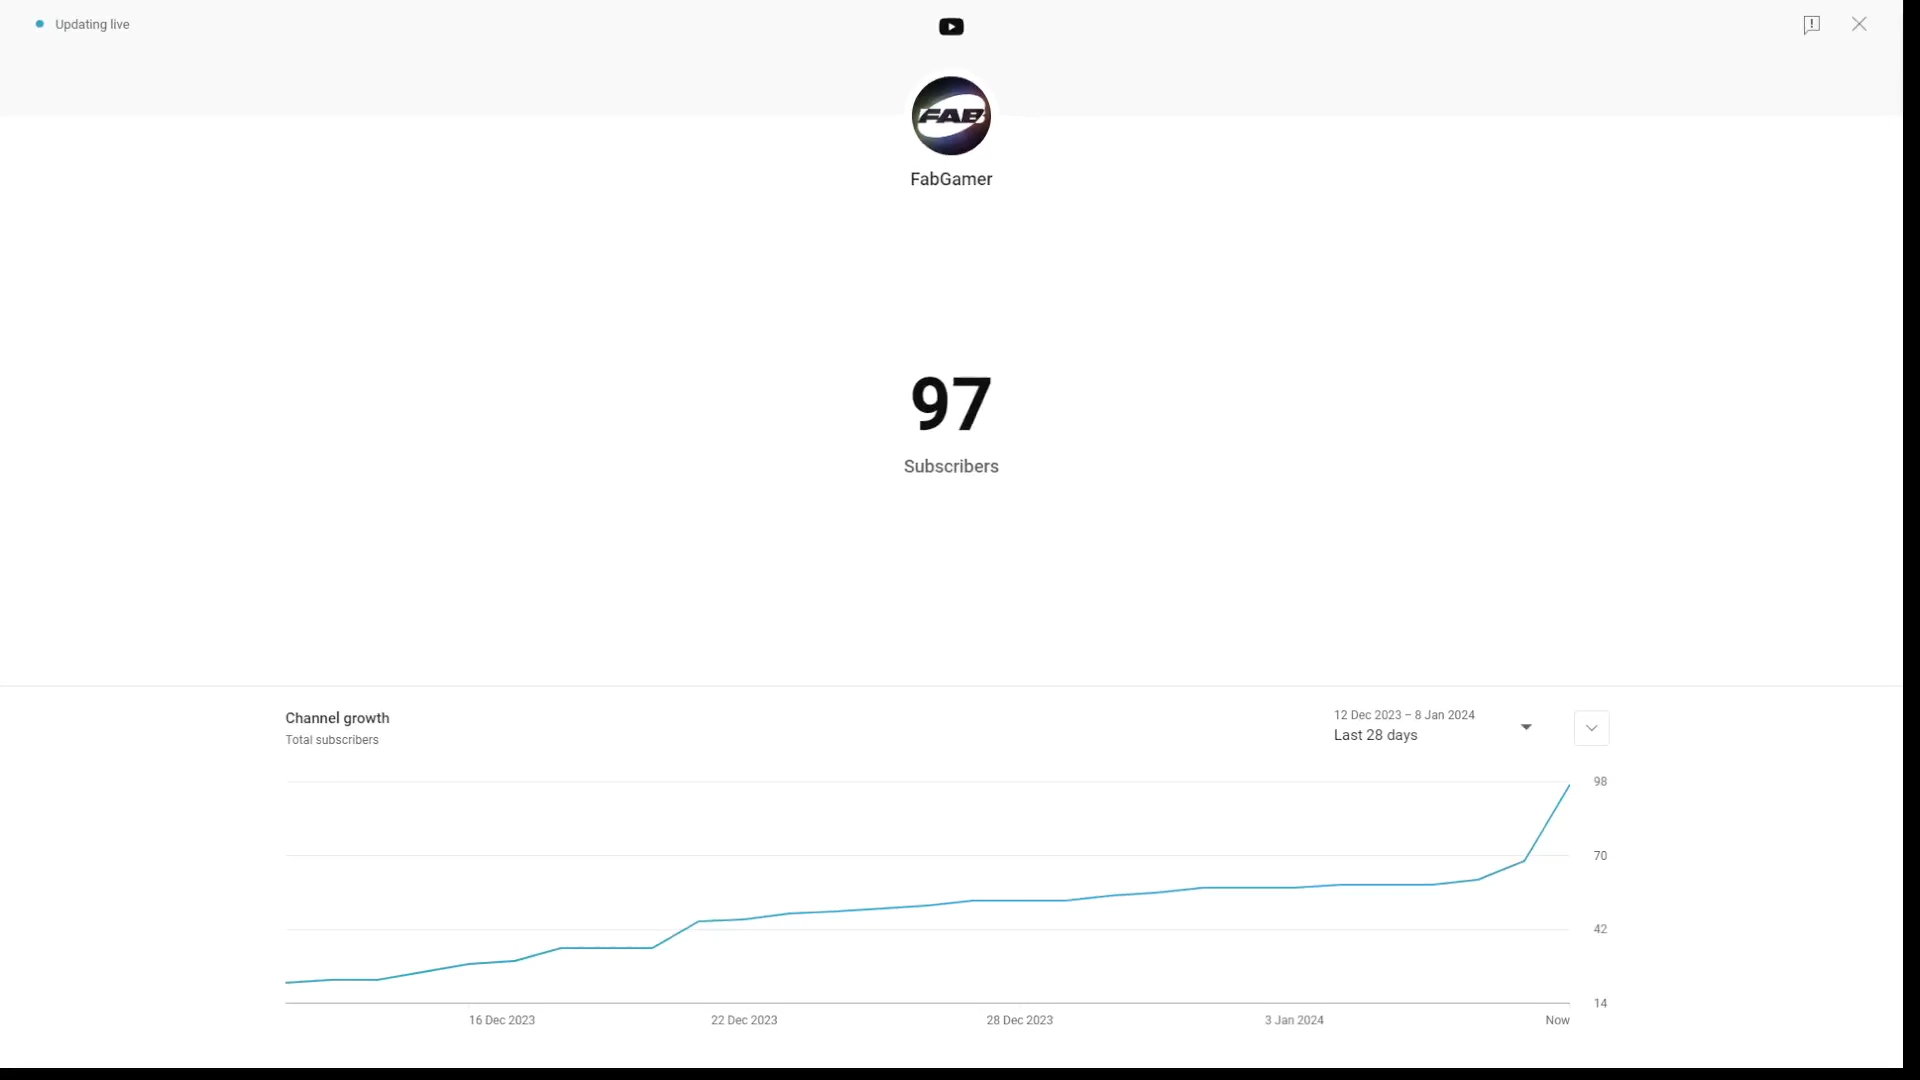 Updating live
FAB
FabGamer
97
Subscribers
Channel growth
Total subscribers
12 Dec 2023 – 8 Jan 2024
Last 28 days
98
70
42
14
16 Dec 2023
22 Dec 2023
28 Dec 2023
3 Jan 2024
Now